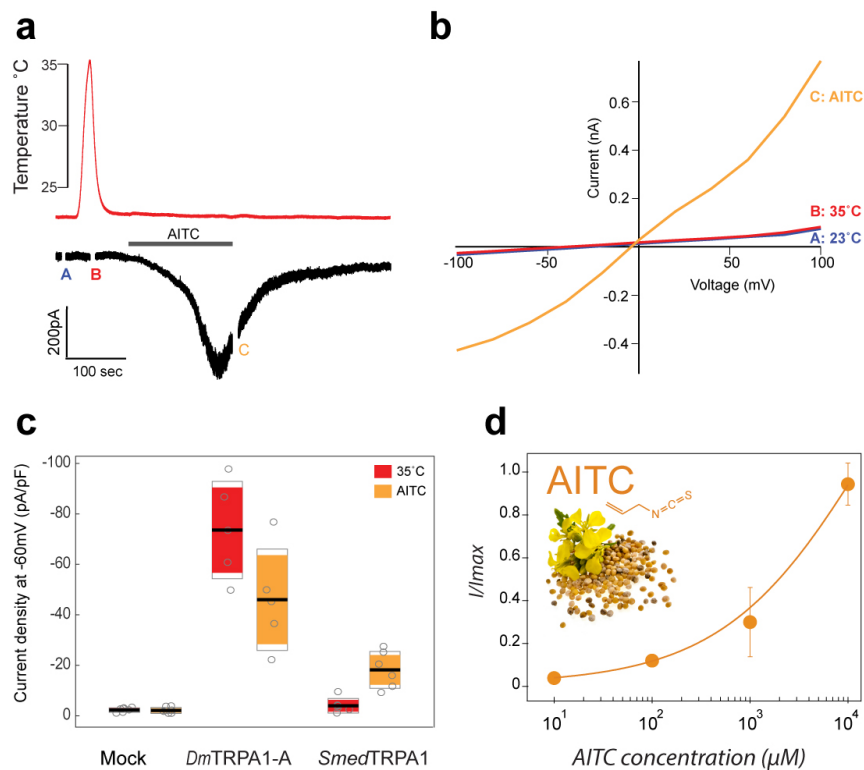 a
Temperature ˚C
35
30
25
AITC
A
B
C
200pA
100 sec
b
Current (nA)
0.6
0.4
0.2
-0.2
-0.4
-100
-50
50
100
Voltage (mV)
C: AITC
B: 35˚C
A: 23˚C
c
Current density at -60mV (pA/pF)
-100
-80
-60
-40
-20
0
35˚C
AITC
Mock
DmTRPA1-A
SmedTRPA1
d
I/Imax
1.0
0.8
0.6
0.4
0.2
0
AITC
N=C=S
10¹
10²
10³
10⁴
AITC concentration (µM)